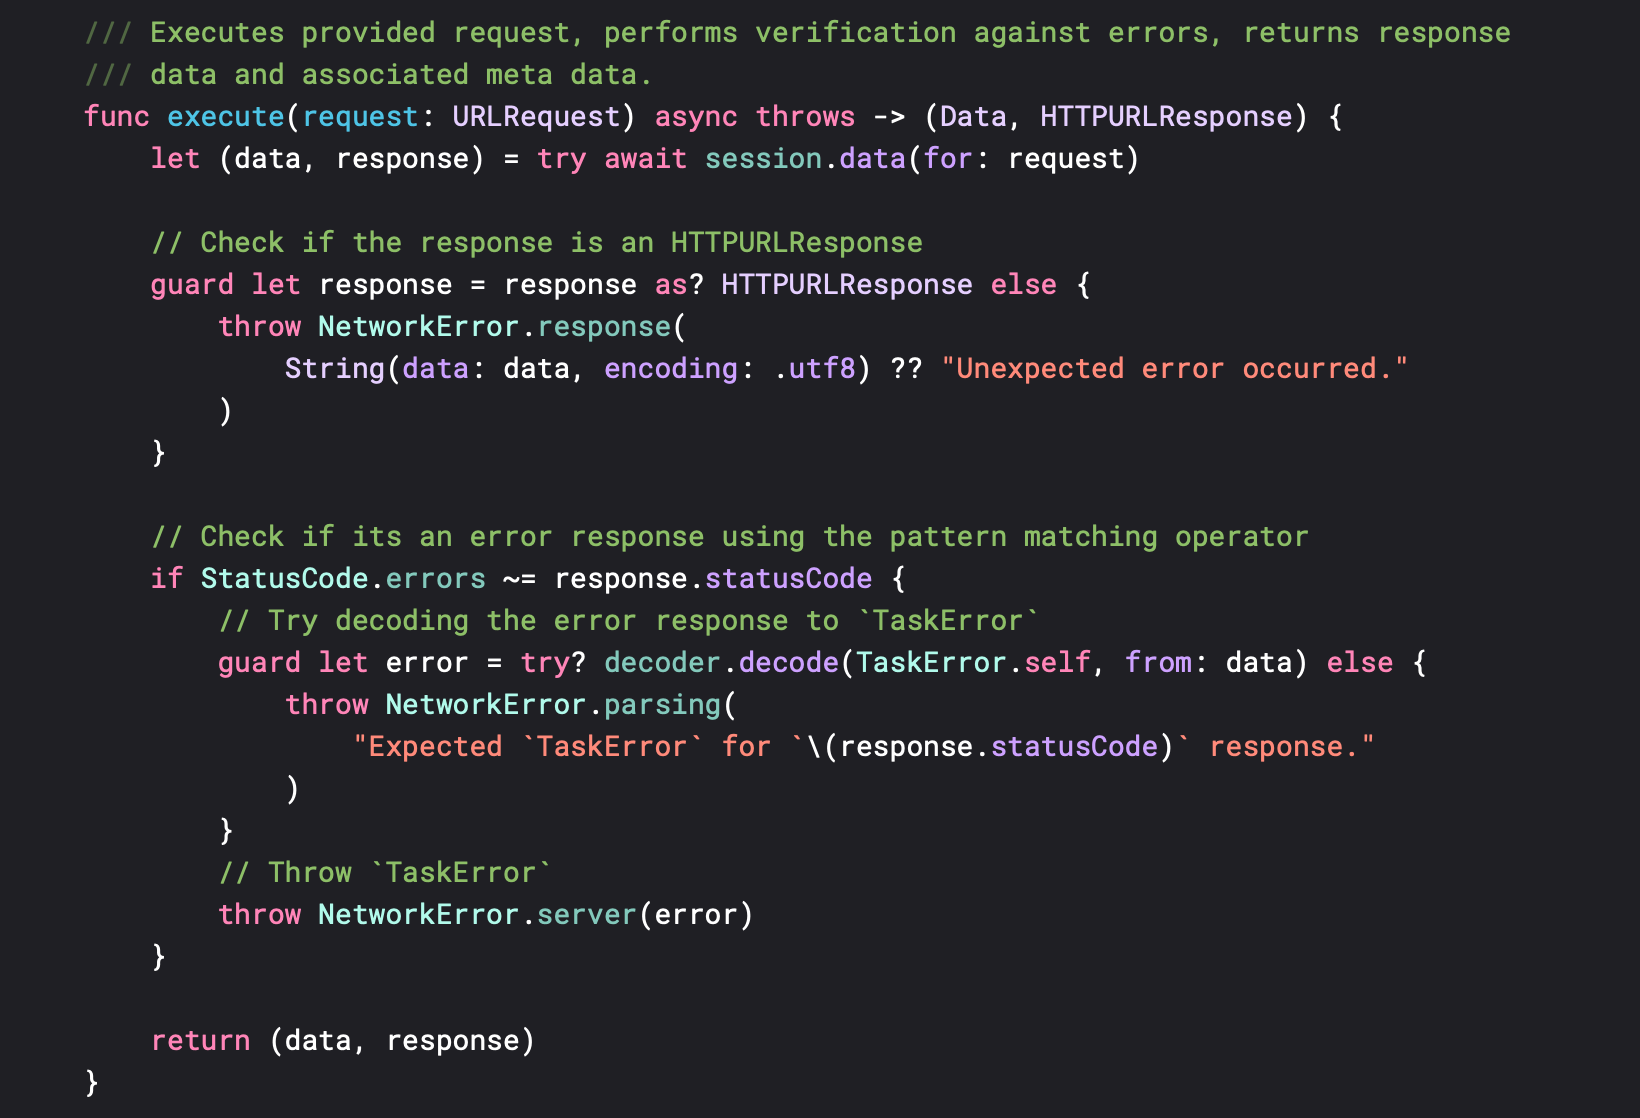 /// Executes provided request, performs verification against errors, returns response
/// data and associated meta data.
func execute(request: URLRequest) async throws -> (Data, HTTPURLResponse) {
    let (data, response) = try await session.data(for: request)

    // Check if the response is an HTTPURLResponse
    guard let response = response as? HTTPURLResponse else {
        throw NetworkError.response(
            String(data: data, encoding: .utf8) ?? "Unexpected error occurred."
        )
    }

    // Check if its an error response using the pattern matching operator
    if StatusCode.errors ~= response.statusCode {
        // Try decoding the error response to `TaskError`
        guard let error = try? decoder.decode(TaskError.self, from: data) else {
            throw NetworkError.parsing(
                "Expected `TaskError` for `\(response.statusCode)` response."
            )
        }
        // Throw `TaskError`
        throw NetworkError.server(error)
    }

    return (data, response)
}